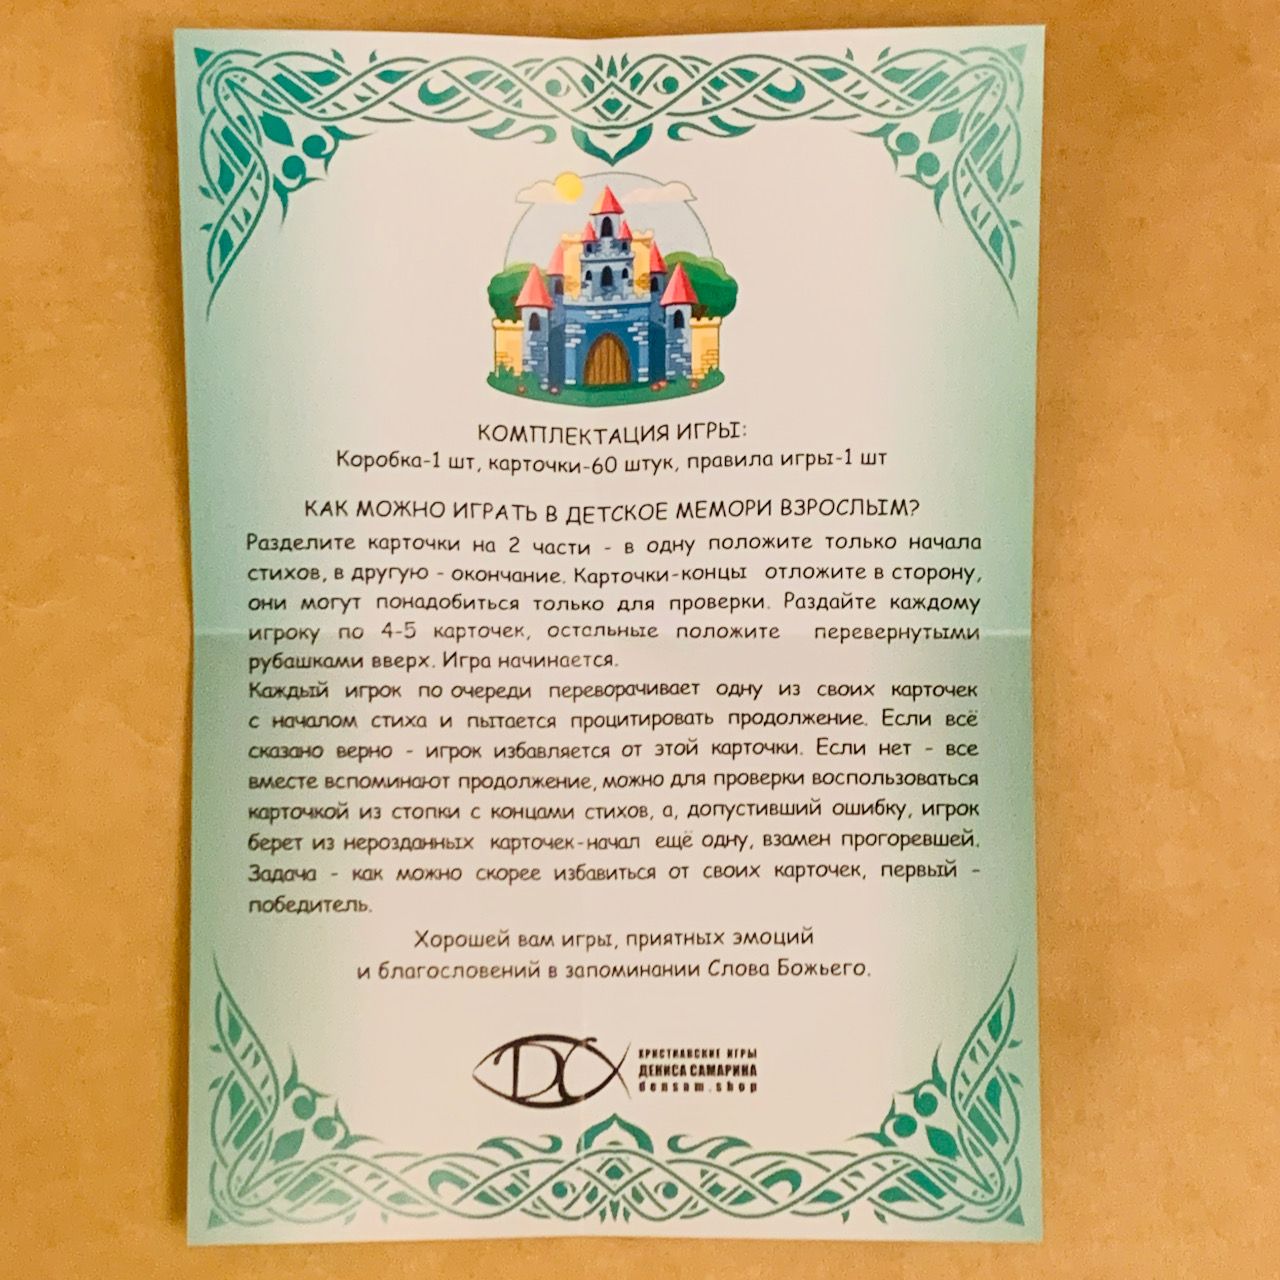 КОМПЛЕКТАЦИЯ ИГРЫ:
Коробка-1 шт, карточки-60 штук, правила игры-1 шт
КАК МОЖНО ИГРАТЬ В ДЕТСКОЕ МЕМОРИ ВЗРОСЛЫМ?
Разделите карточки на 2 части - в одну положите только начала
стихов, в другую - окончание. Карточки-концы отложите в сторону,
они могут понадобиться только для проверки. Раздайте каждому
игроку по 4-5 карточек, остальные положите перевернутыми
рубашками вверх. Игра начинается.
Каждый игрок по очереди переворачивает одну из своих карточек
с началом стиха и пытается процитировать продолжение. Если всё
сказано верно - игрок избавляется от этой карточки. Если нет - все
вместе вспоминают продолжение, можно для проверки воспользоваться
карточкой из стопки с концами стихов, а, допустивший ошибку, игрок
берет из нерозданных карточек-начал ещё одну, взамен прогоревшей.
Задача - как можно скорее избавиться от своих карточек, первый -
победитель.
Хорошей вам игры, приятных эмоций
и благословений в запоминании Слова Божьего.
ДС
ХРИСТИАНСКИЕ ИГРЫ
ДЕНИСА САМАРИНА
densam.shop